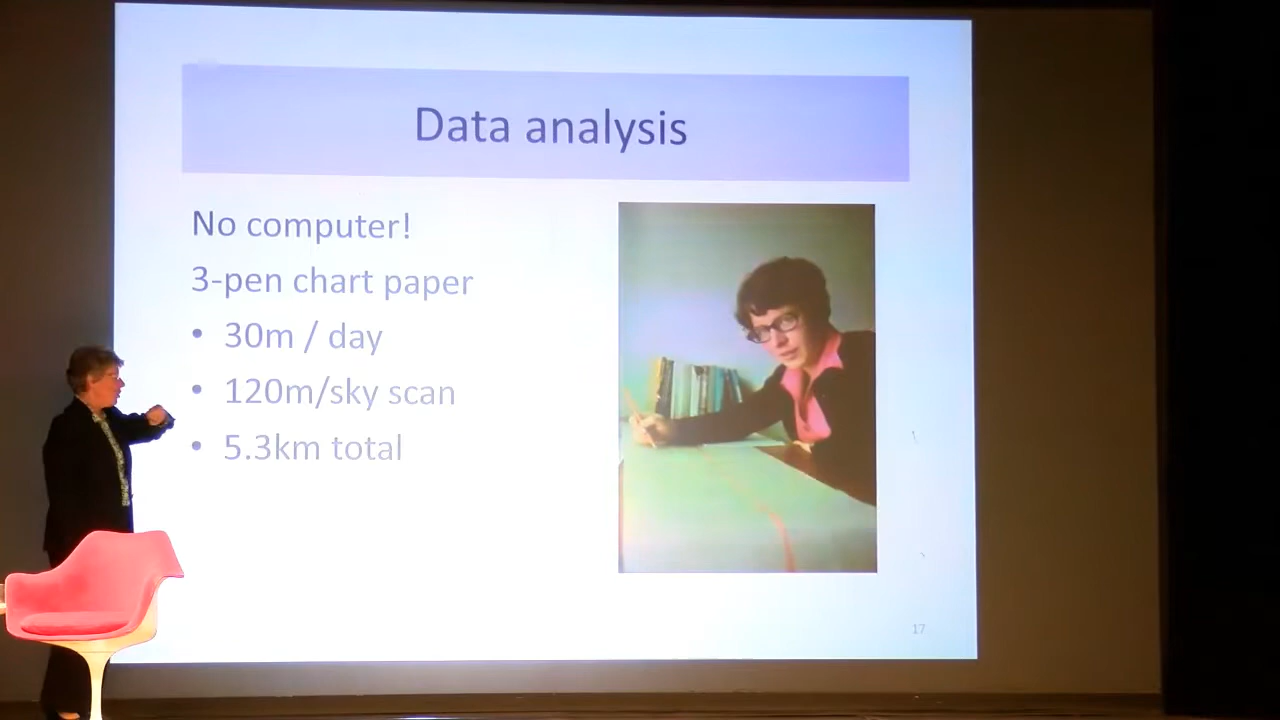 Data analysis
No computer!
3-pen chart paper
• 30m / day
• 120m/sky scan
• 5.3km total
17